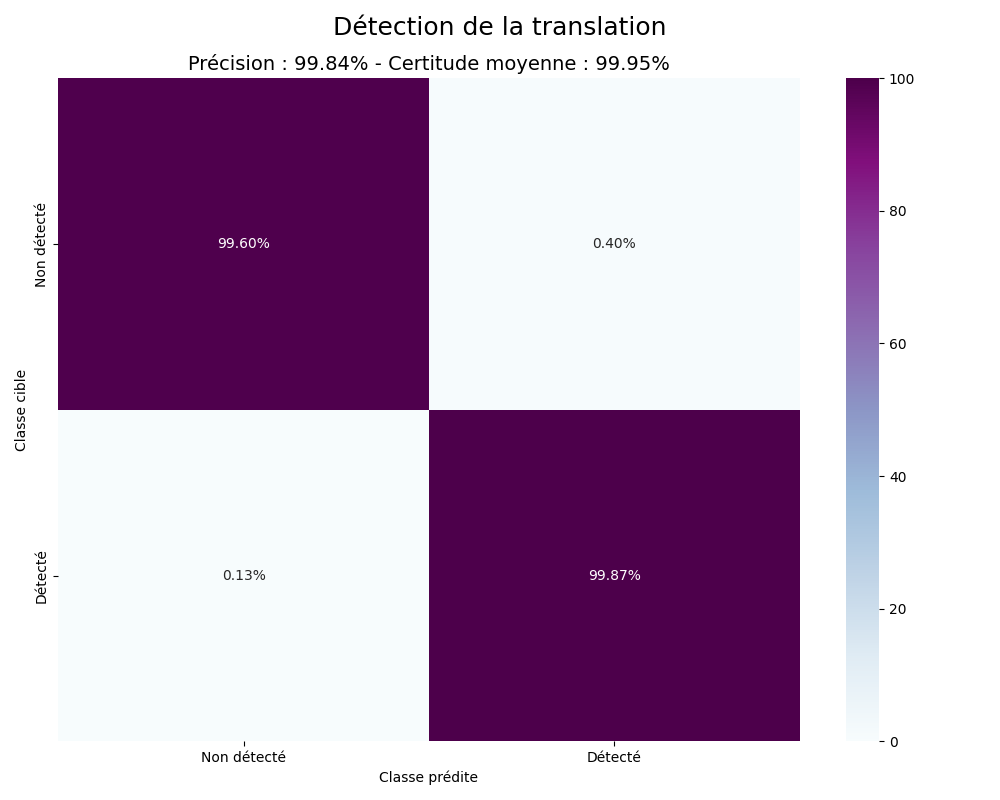 Détection de la translation
Précision : 99.84% - Certitude moyenne : 99.95%
Classe cible
Non détecté
99.60%
0.40%
Détecté
0.13%
99.87%
Non détecté
Détecté
Classe prédite
100
80
60
40
20
0